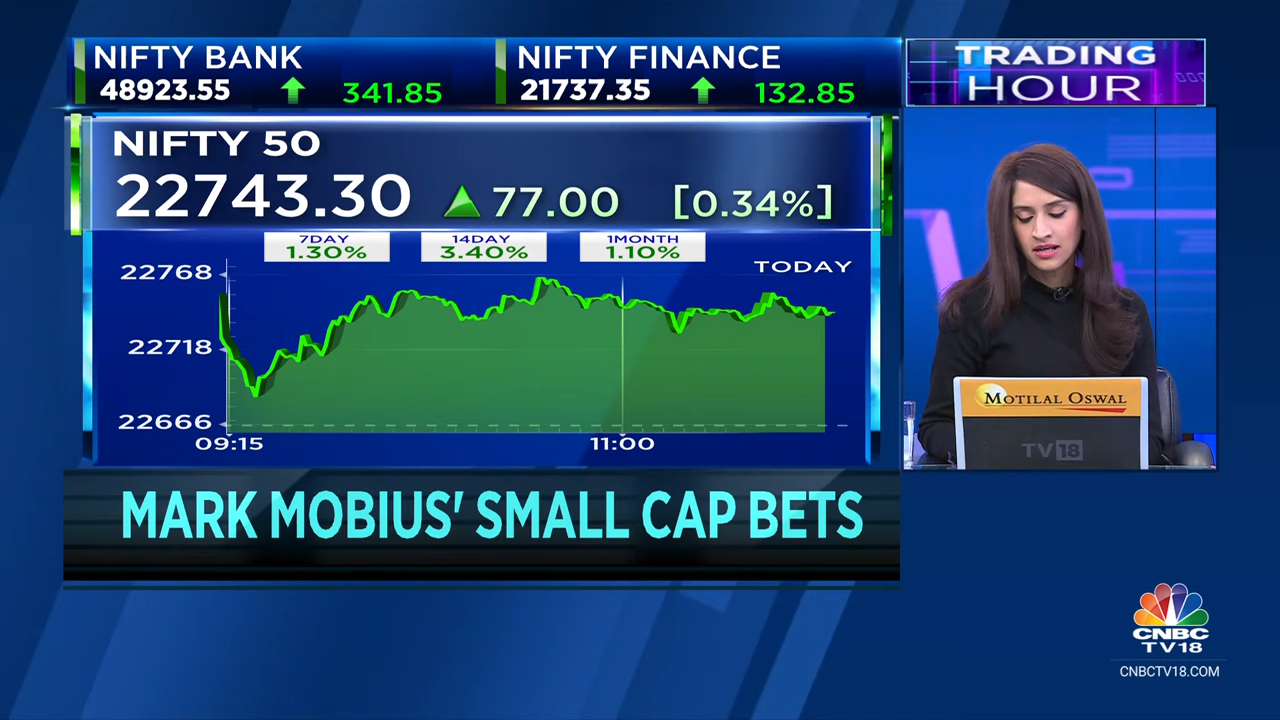 NIFTY BANK
48923.55 341.85
NIFTY FINANCE
21737.35 132.85
TRADING
HOUR
NIFTY 50
22743.30 77.00 [0.34%]
7DAY
1.30%
14DAY
3.40%
1MONTH
1.10%
TODAY
22768
22718
22666
09:15 11:00
MOTILAL OSWAL
TV18
MARK MOBIUS' SMALL CAP BETS
CNBC
TV18
CNBCTV18.COM